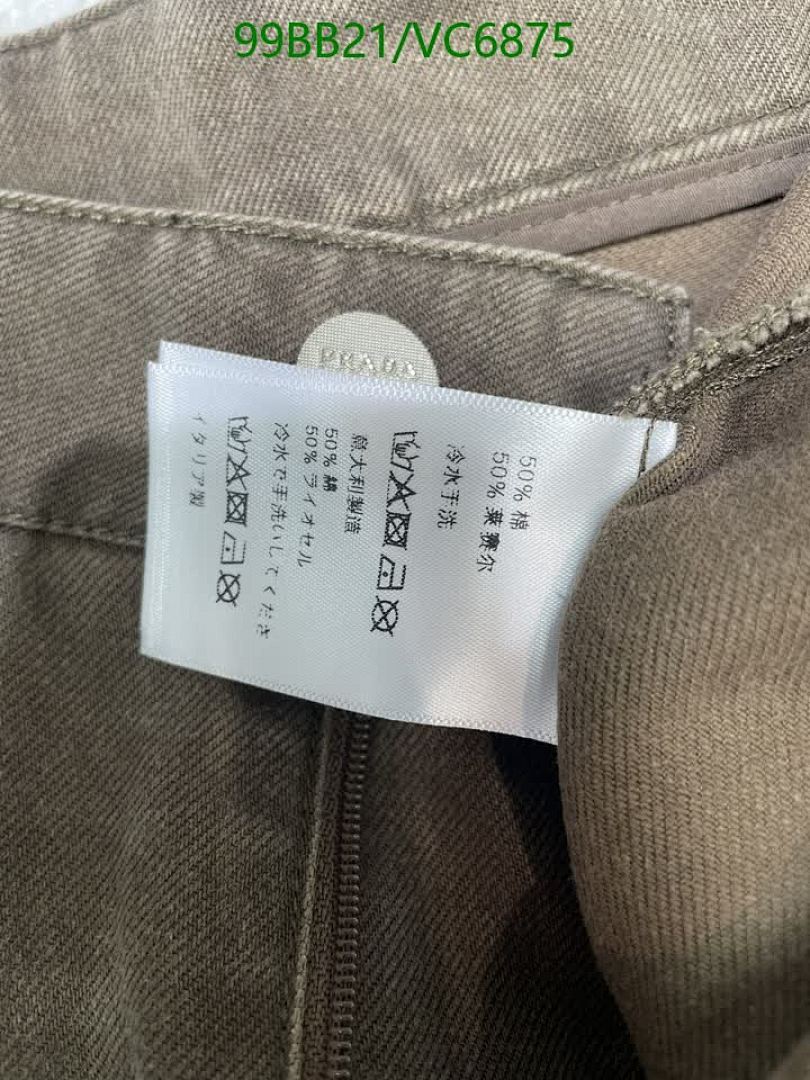 99BB21/VC6875
PRADA
50% 棉
50% 莱赛尔
冷水手洗
意大利製造
50% 綿
50% ライオセル
冷水で手洗いしてくださ
イタリア製